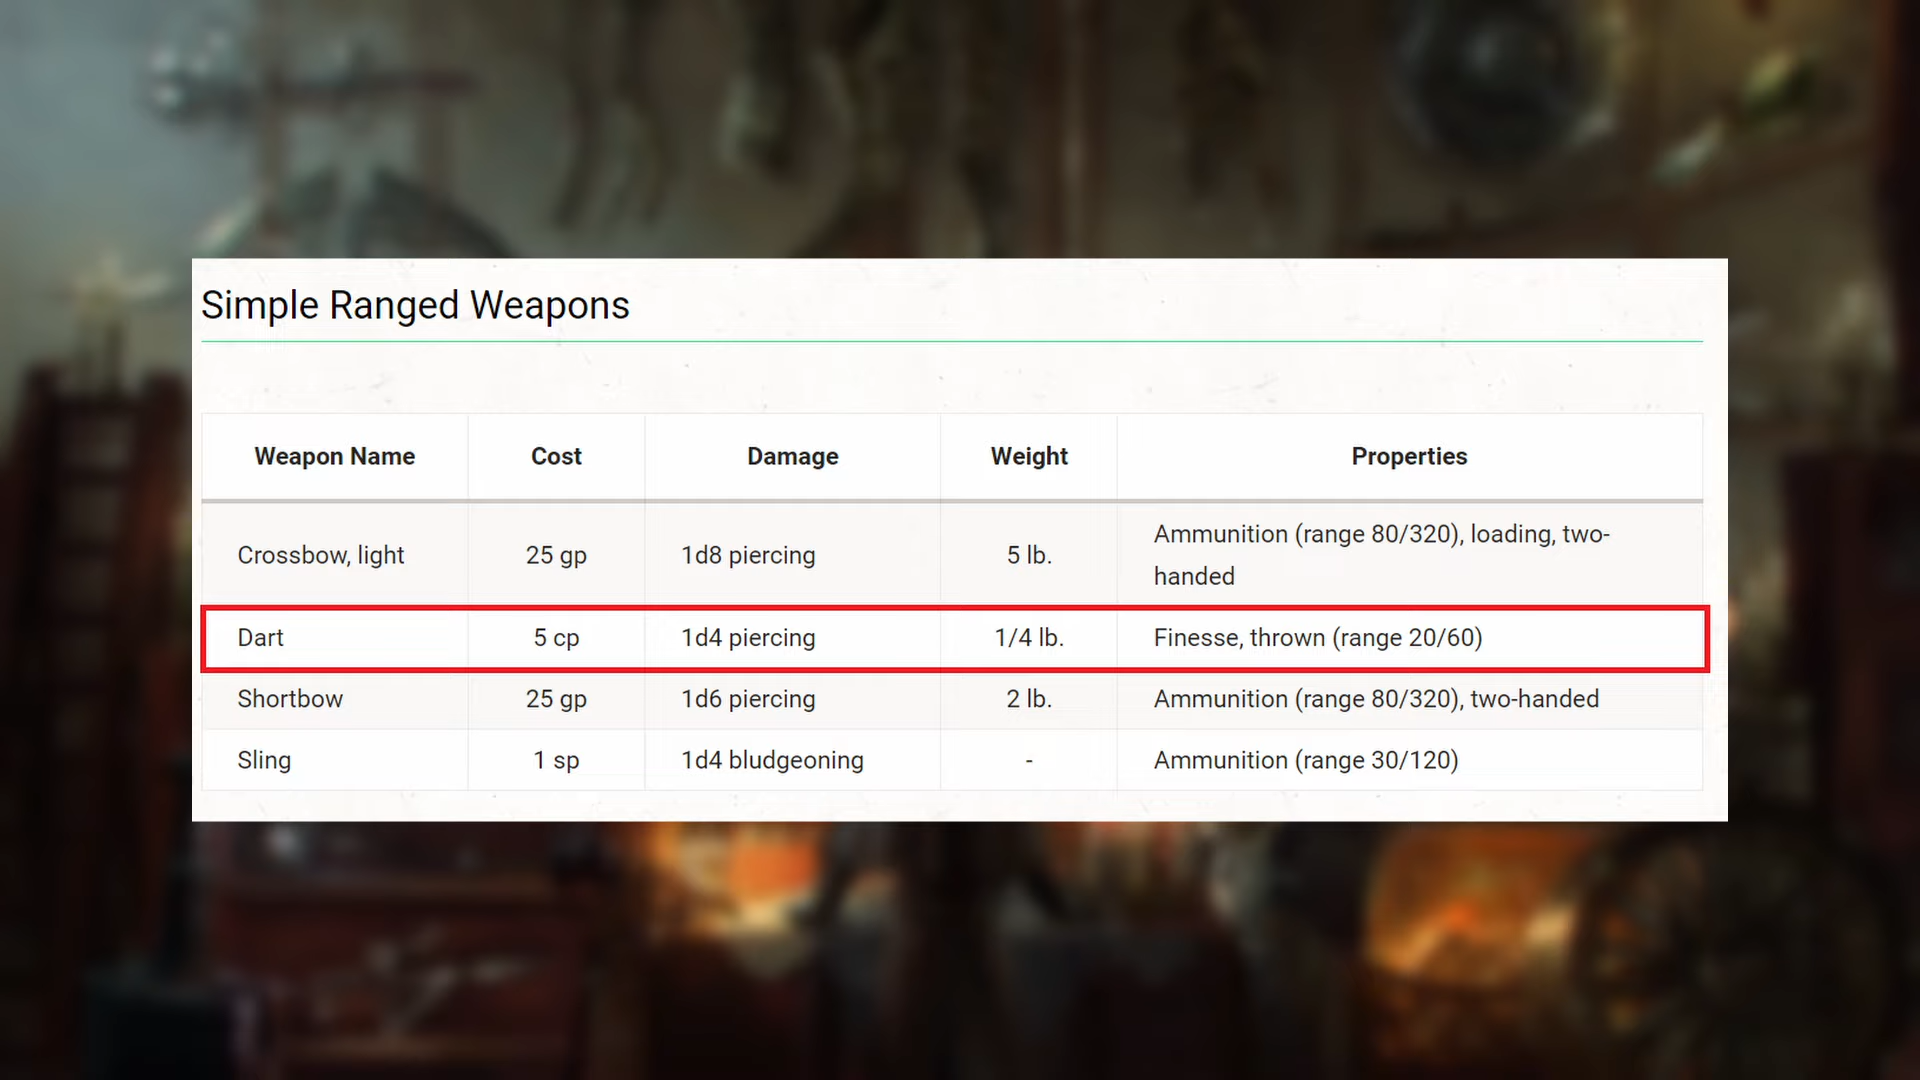 Simple Ranged Weapons
Weapon Name Cost Damage Weight Properties
Crossbow, light 25 gp 1d8 piercing 5 lb. Ammunition (range 80/320), loading, two-
handed
Dart 5 cp 1d4 piercing 1/4 lb. Finesse, thrown (range 20/60)
Shortbow 25 gp 1d6 piercing 2 lb. Ammunition (range 80/320), two-handed
Sling 1 sp 1d4 bludgeoning - Ammunition (range 30/120)